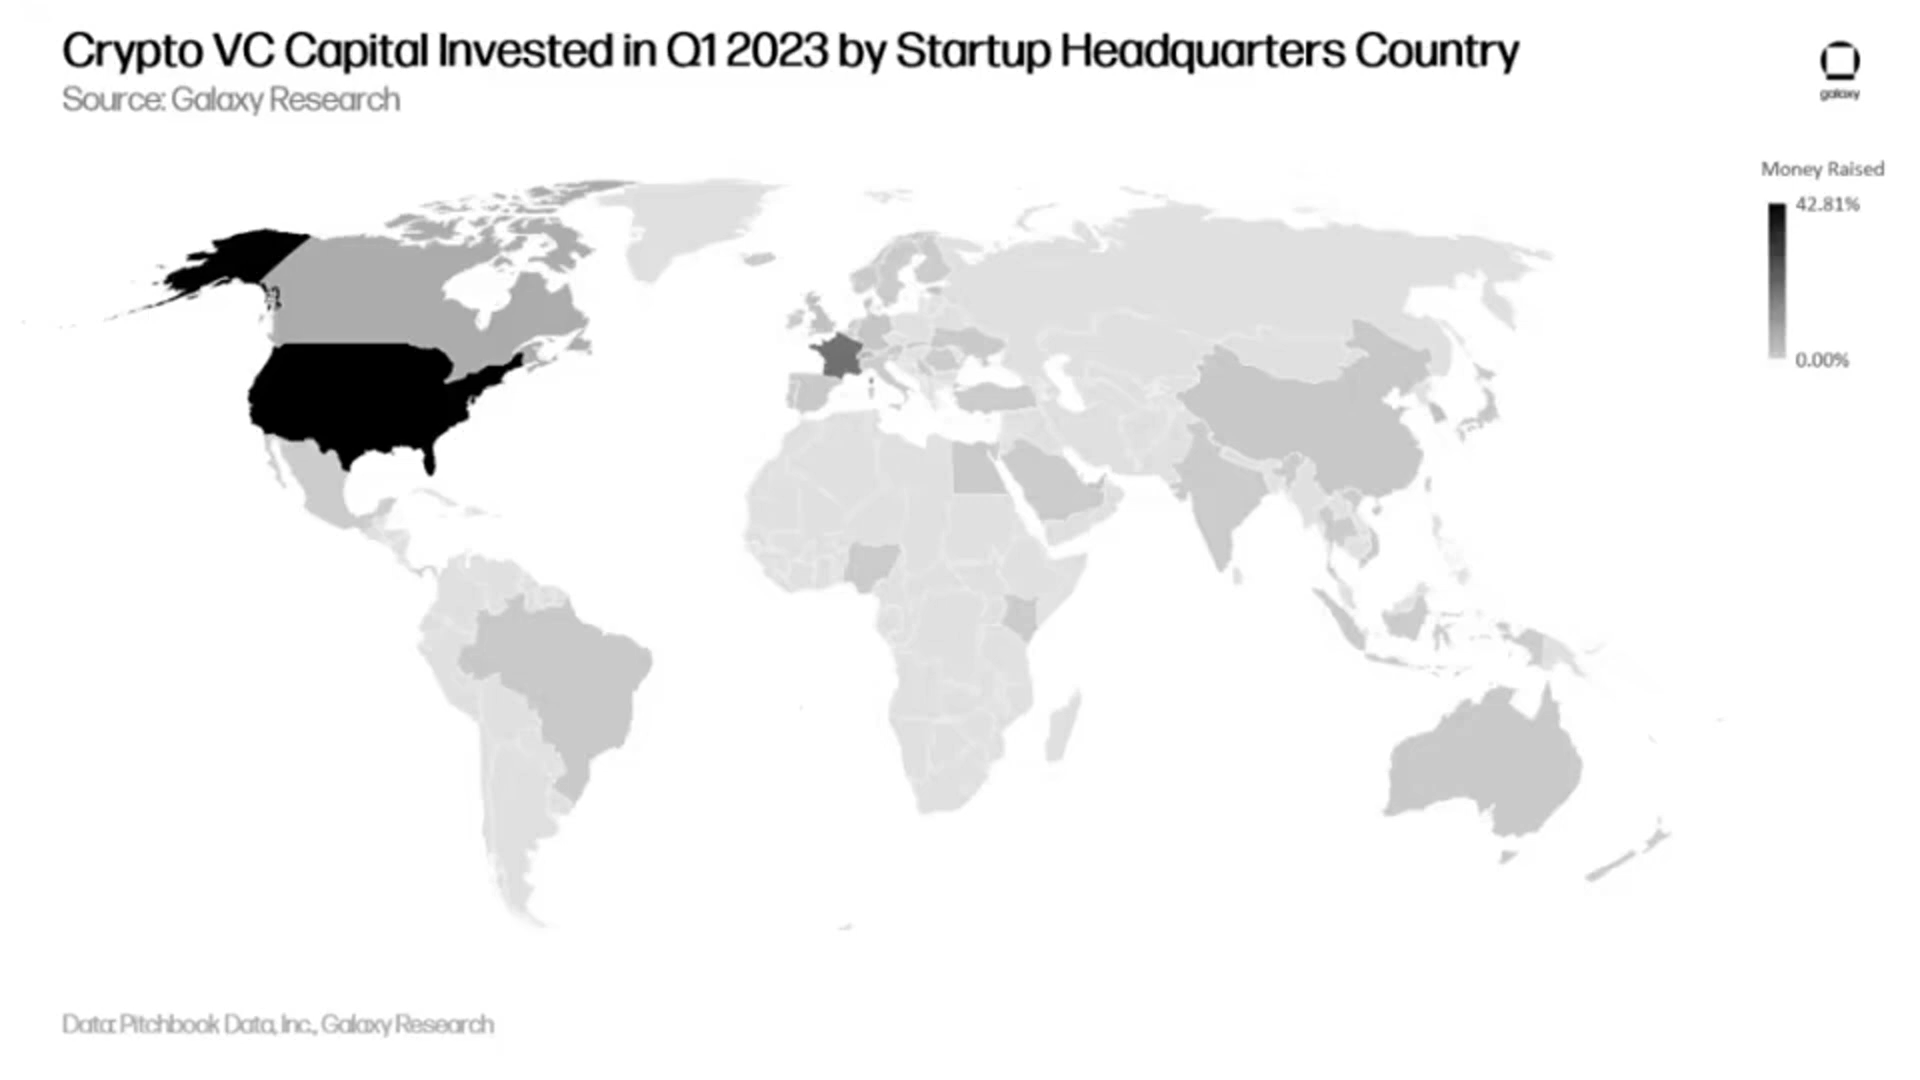 Crypto VC Capital Invested in Q1 2023 by Startup Headquarters Country
Source: Galaxy Research
galaxy
Money Raised
42.81%
0.00%
Data: Pitchbook Data, Inc., Galaxy Research